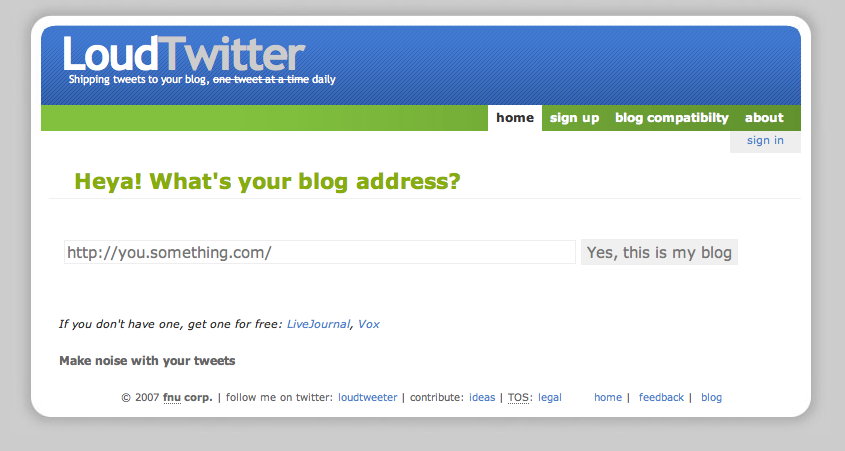 LoudTwitter
Shipping tweets to your blog, one tweet at a time daily
home sign up blog compatibilty about
sign in
Heya! What's your blog address?
http://you.something.com/ Yes, this is my blog
If you don't have one, get one for free: LiveJournal, Vox
Make noise with your tweets
© 2007 fnu corp. | follow me on twitter: loudtweeter | contribute: ideas | TOS: legal home | feedback | blog